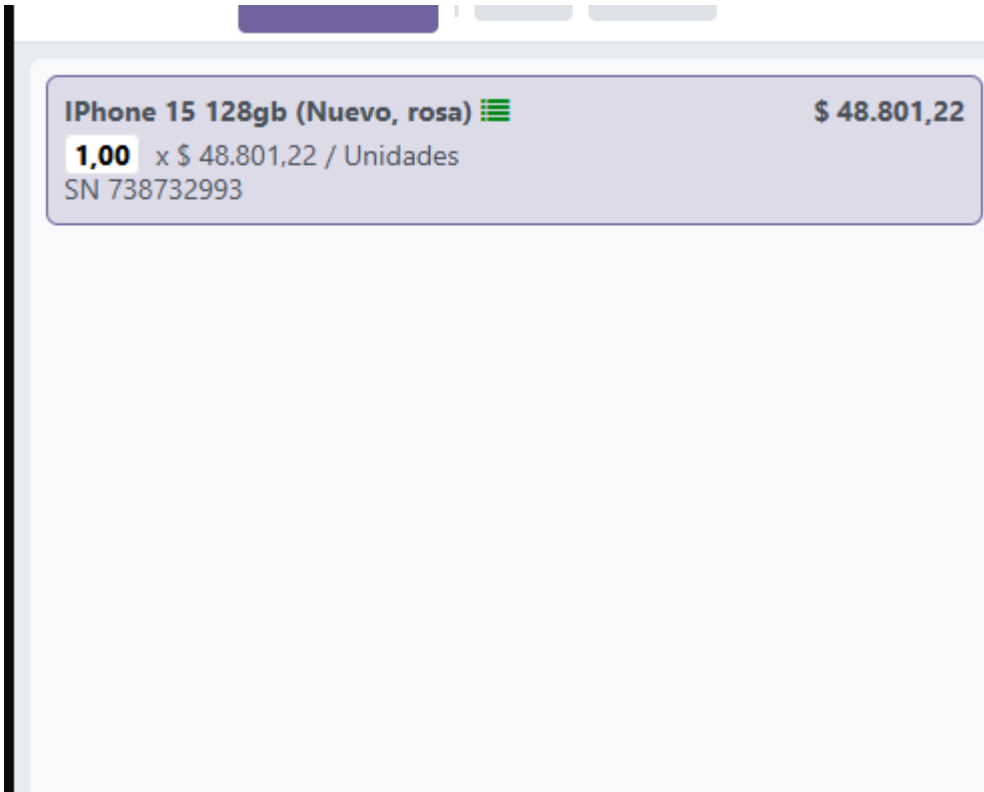 IPhone 15 128gb (Nuevo, rosa) $ 48.801,22
1,00 x $ 48.801,22 / Unidades
SN 738732993